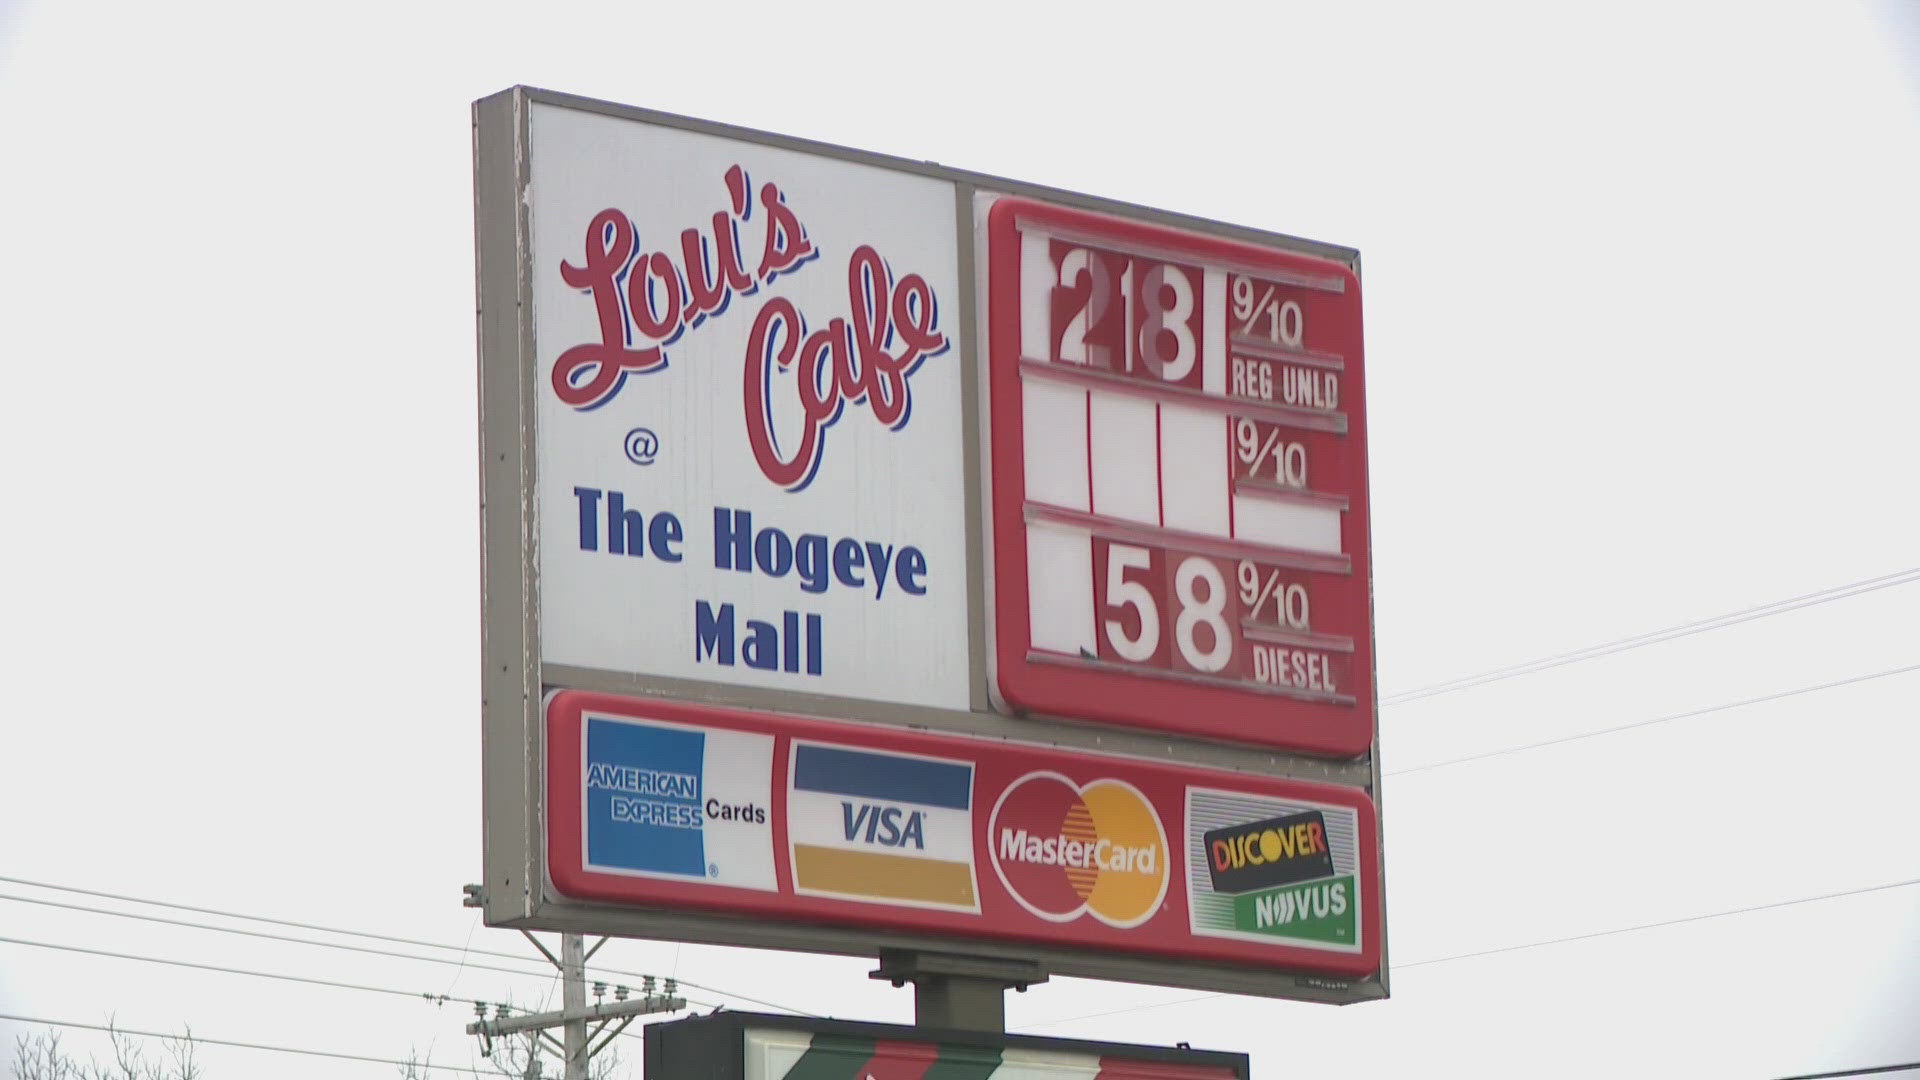 Lou's
Cafe
@
The Hogeye
Mall
218 9/10
REG UNLD
9/10
58 9/10
DIESEL
AMERICAN
EXPRESS Cards
®
VISA
MasterCard
DISCOVER
NOVUS